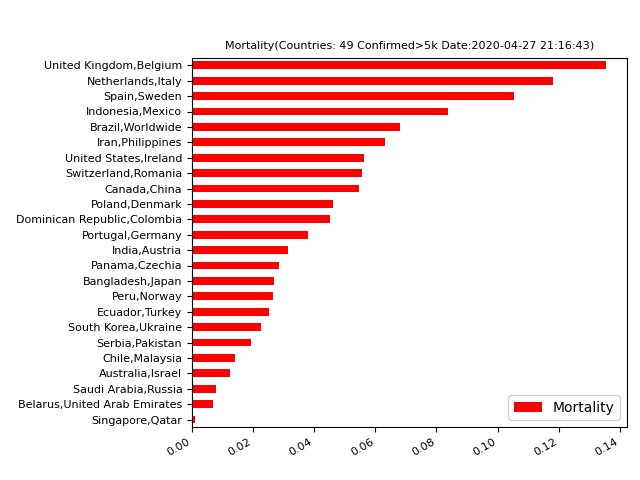 Mortality(Countries: 49 Confirmed>5k Date:2020-04-27 21:16:43)
United Kingdom,Belgium
Netherlands,Italy
Spain,Sweden
Indonesia,Mexico
Brazil,Worldwide
Iran,Philippines
United States,Ireland
Switzerland,Romania
Canada,China
Poland,Denmark
Dominican Republic,Colombia
Portugal,Germany
India,Austria
Panama,Czechia
Bangladesh,Japan
Peru,Norway
Ecuador,Turkey
South Korea,Ukraine
Serbia,Pakistan
Chile,Malaysia
Australia,Israel
Saudi Arabia,Russia
Belarus,United Arab Emirates
Singapore,Qatar
Mortality
0.00 0.02 0.04 0.06 0.08 0.10 0.12 0.14